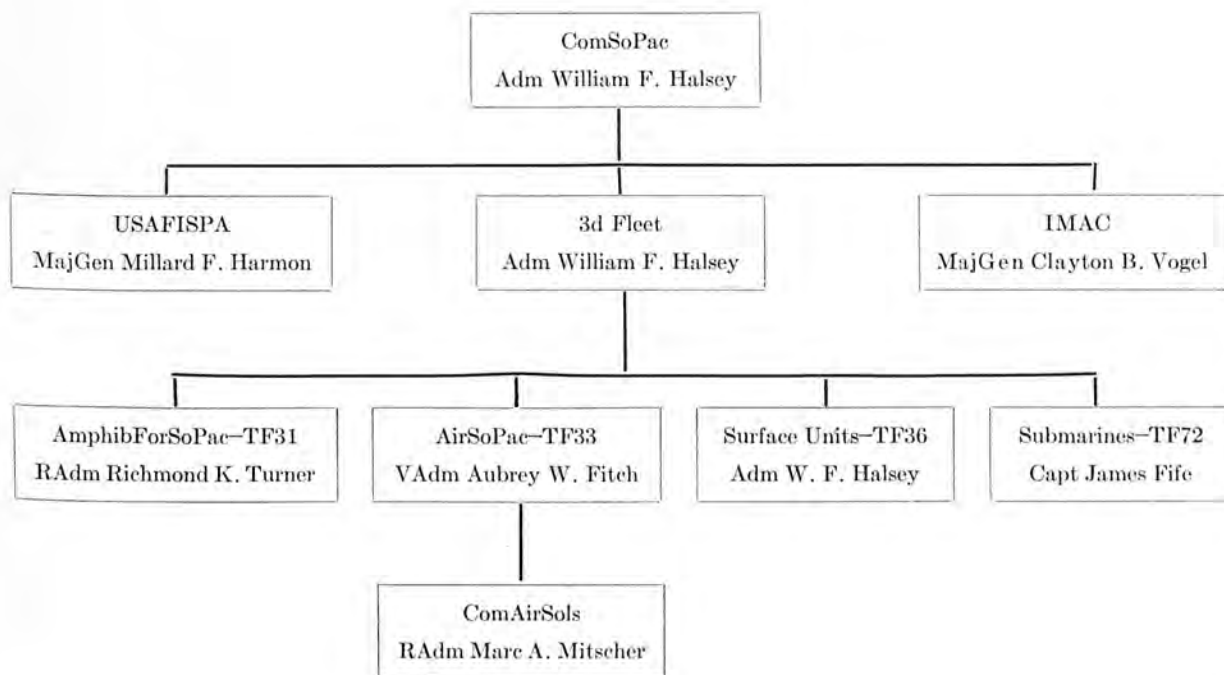 ComSoPac
Adm William F. Halsey
USAFISPA
MajGen Millard F. Harmon
3d Fleet
Adm William F. Halsey
IMAC
MajGen Clayton B. Vogel
AmphibForSoPac–TF31
RAdm Richmond K. Turner
AirSoPac–TF33
VAdm Aubrey W. Fitch
Surface Units–TF36
Adm W. F. Halsey
Submarines–TF72
Capt James Fife
ComAirSols
RAdm Marc A. Mitscher